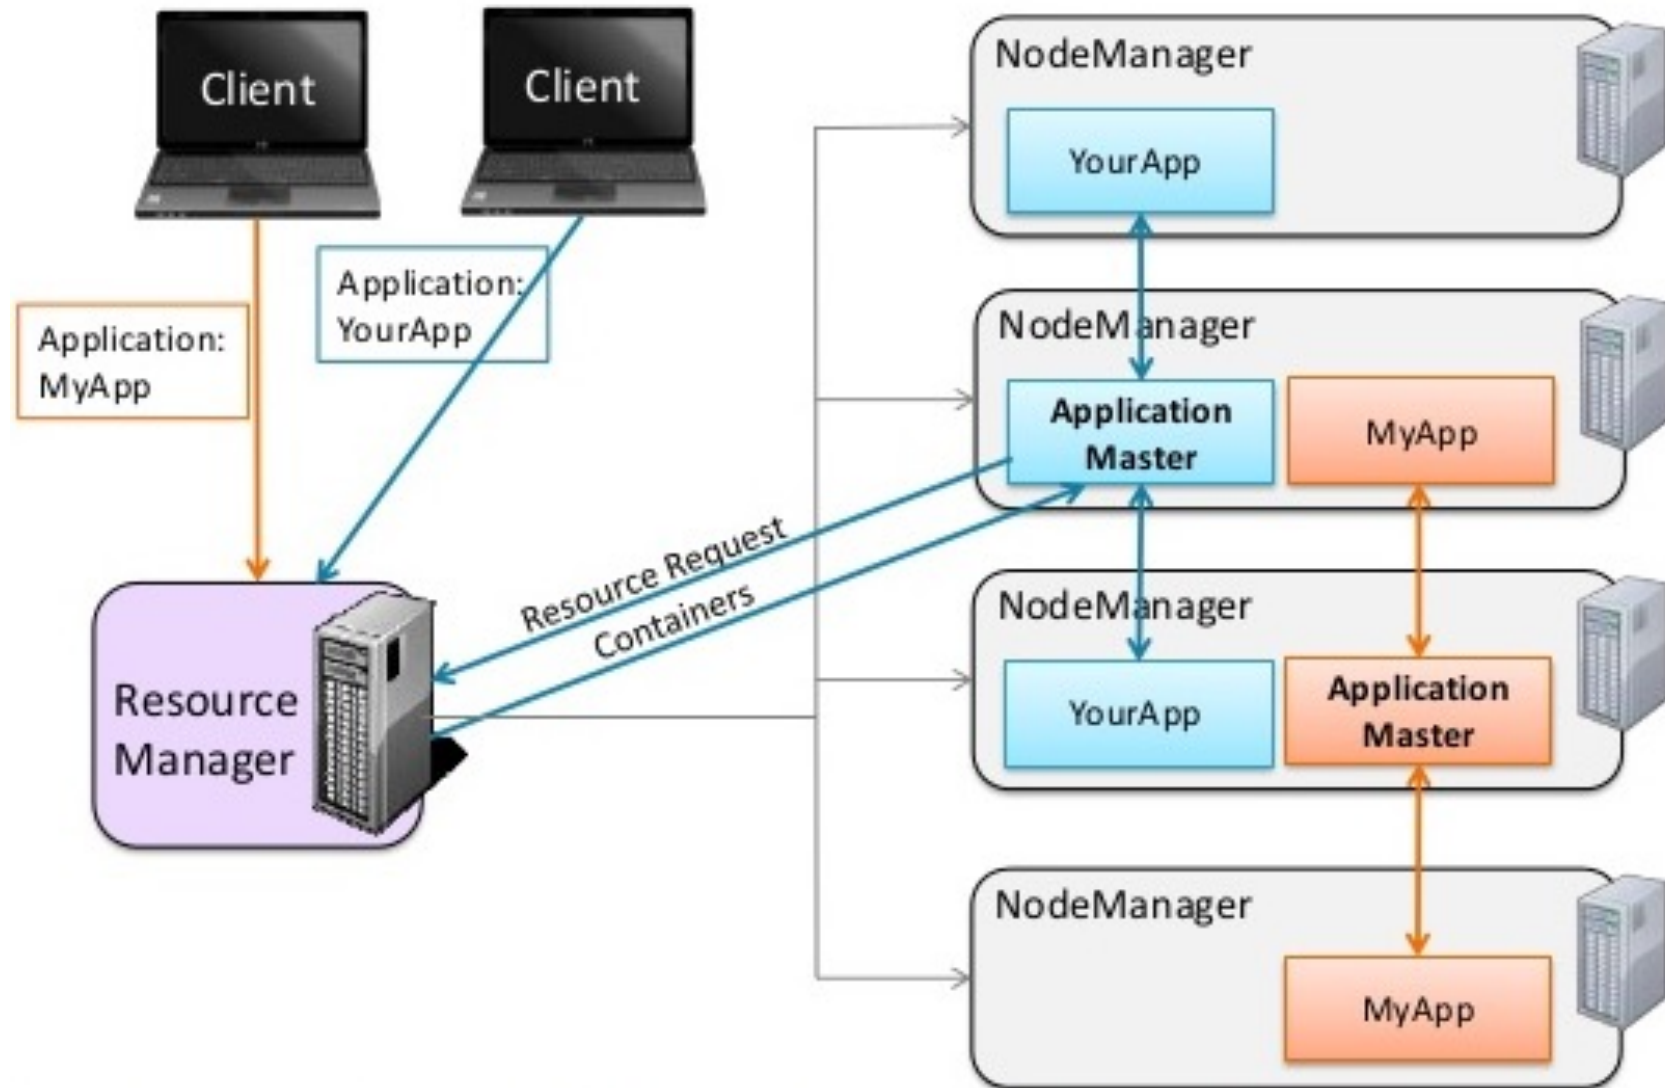 Client
Client
Application:
MyApp
Application:
YourApp
Resource
Manager
Resource Request
Containers
NodeManager
YourApp
NodeManager
Application
Master
MyApp
NodeManager
YourApp
Application
Master
NodeManager
MyApp